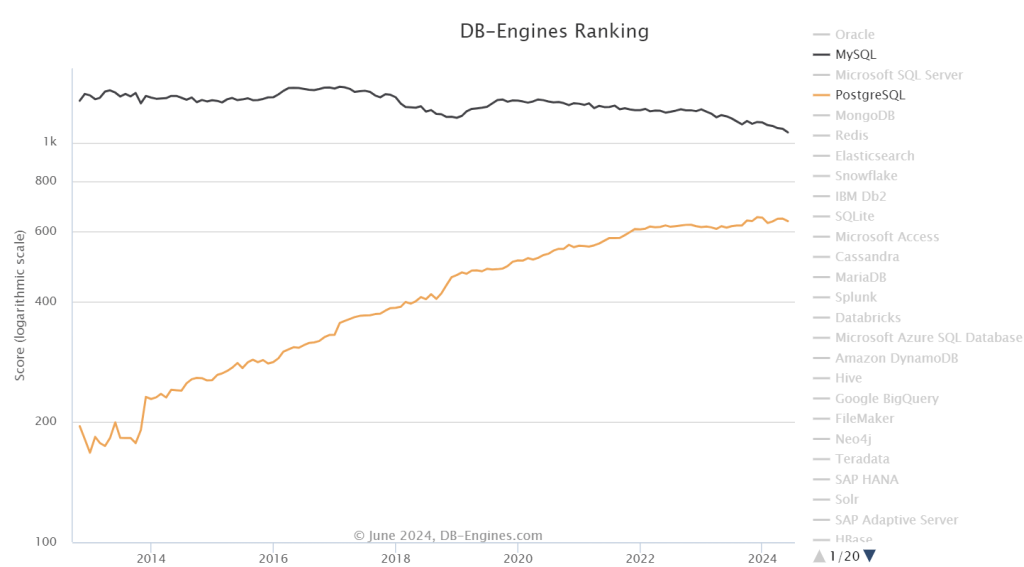 DB-Engines Ranking
Score (logarithmic scale)
1k
800
600
400
200
100
2014
2016
2018
2020
2022
2024
© June 2024, DB-Engines.com
Oracle
MySQL
Microsoft SQL Server
PostgreSQL
MongoDB
Redis
Elasticsearch
Snowflake
IBM Db2
SQLite
Microsoft Access
Cassandra
MariaDB
Splunk
Databricks
Microsoft Azure SQL Database
Amazon DynamoDB
Hive
Google BigQuery
FileMaker
Neo4j
Teradata
SAP HANA
Solr
SAP Adaptive Server
HBase
1/20